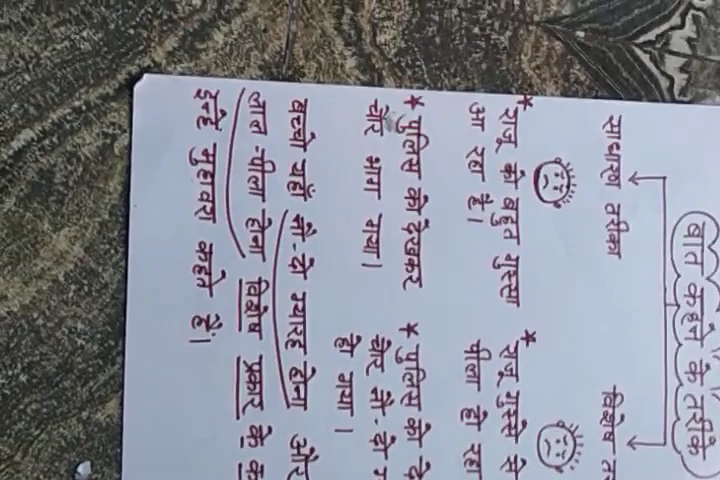 बात कहने के तरीके
साधारण तरीका
विशेष
* राजू को बहुत गुस्सा
आ रहा है।
* राजू गुस्से से
पीला हो रहा
* पुलिस को देखकर
चोर भाग गया।
* पुलिस को
चोर नौ-दो
हो गया।
बच्चो यहाँ नौ-दो ग्यारह होना और
लाल-पीला होना विशेष प्रकार के
इन्हें मुहावरा कहते हैं।